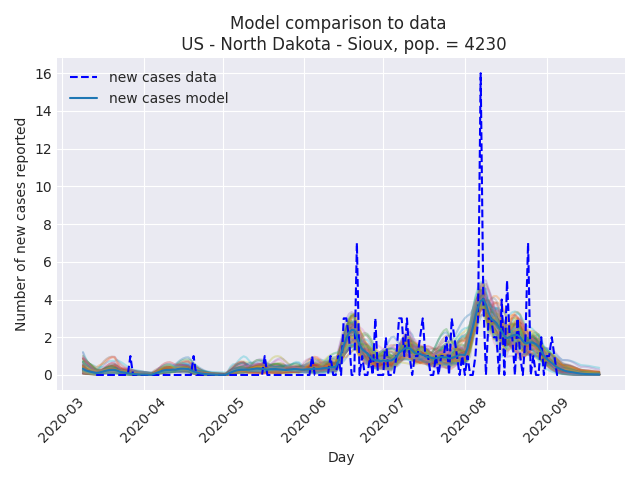 Model comparison to data
US - North Dakota - Sioux, pop. = 4230
new cases data
new cases model
Number of new cases reported
16
14
12
10
8
6
4
2
0
2020-03
2020-04
2020-05
2020-06
2020-07
2020-08
2020-09
Day